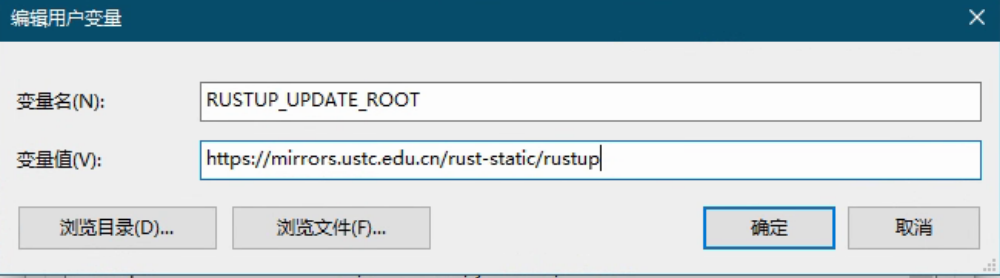 编辑用户变量
变量名(N):
RUSTUP_UPDATE_ROOT
变量值(V):
https://mirrors.ustc.edu.cn/rust-static/rustup
浏览目录(D)...
浏览文件(F)...
确定
取消